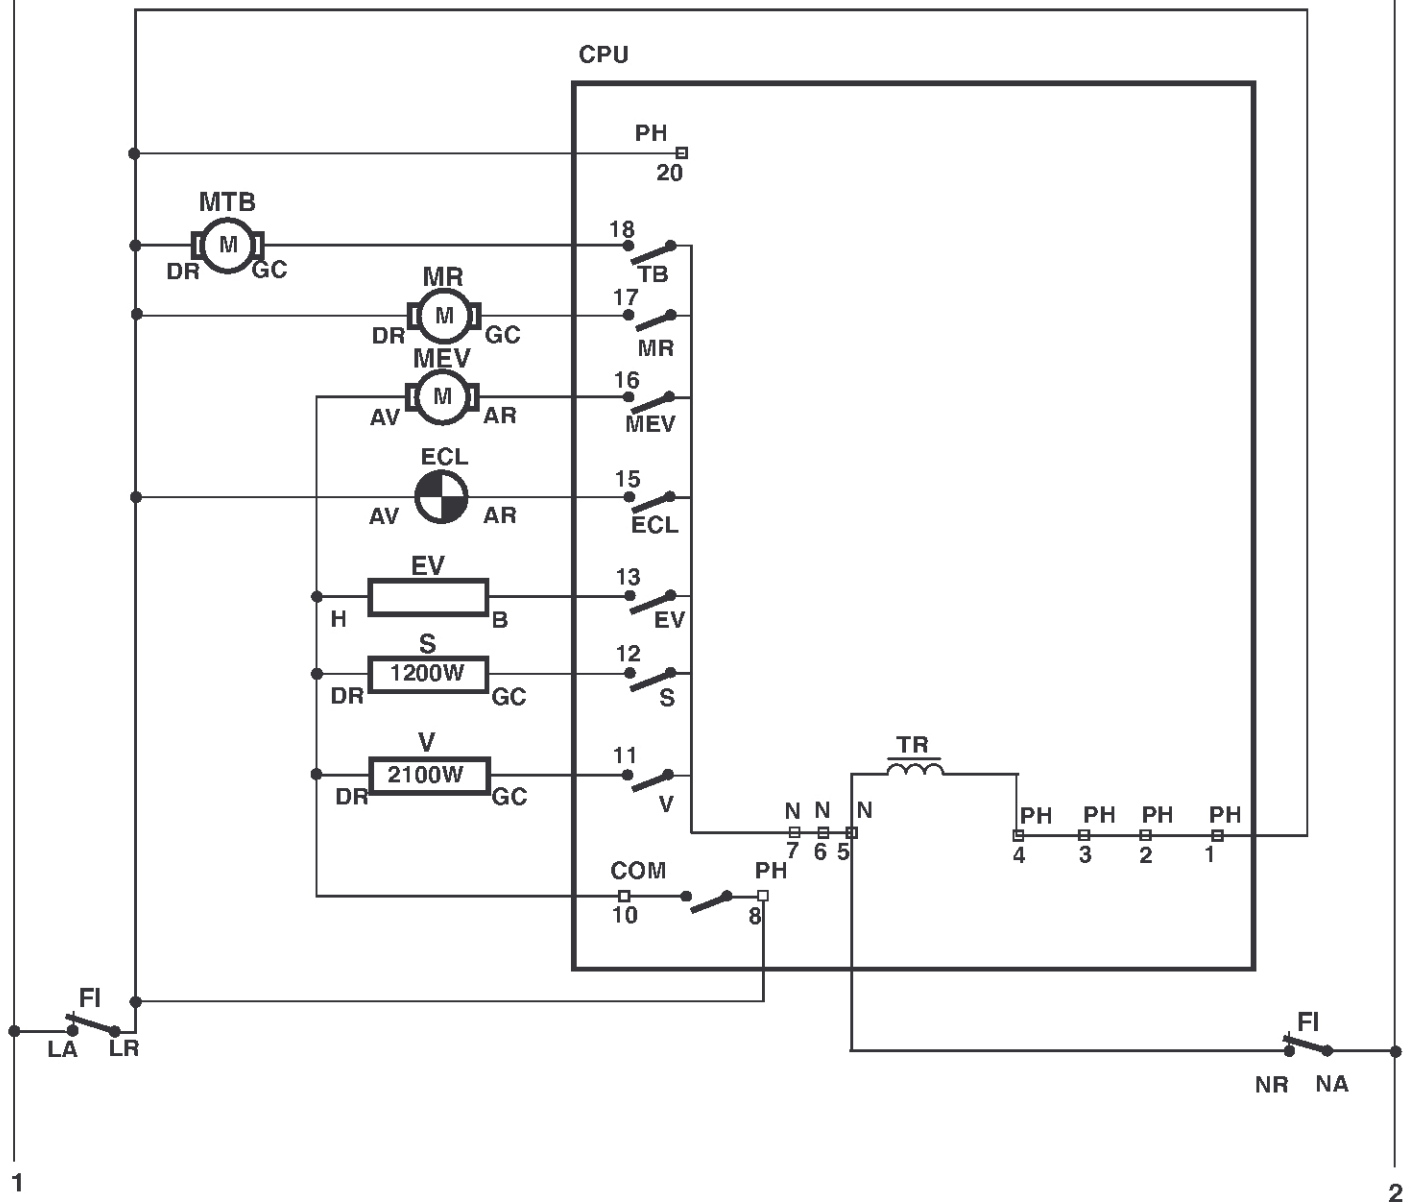 CPU
PH
20
MTB
M
DR GC
18
TB
MR
M
DR GC
17
MR
MEV
M
AV AR
16
MEV
ECL
AV AR
15
ECL
EV
H B
13
EV
S
1200W
DR GC
12
S
V
2100W
DR GC
11
V
TR
N N N
7 6 5
PH PH PH PH
4 3 2 1
COM PH
10 8
FI
LA LR
FI
NR NA
1 2